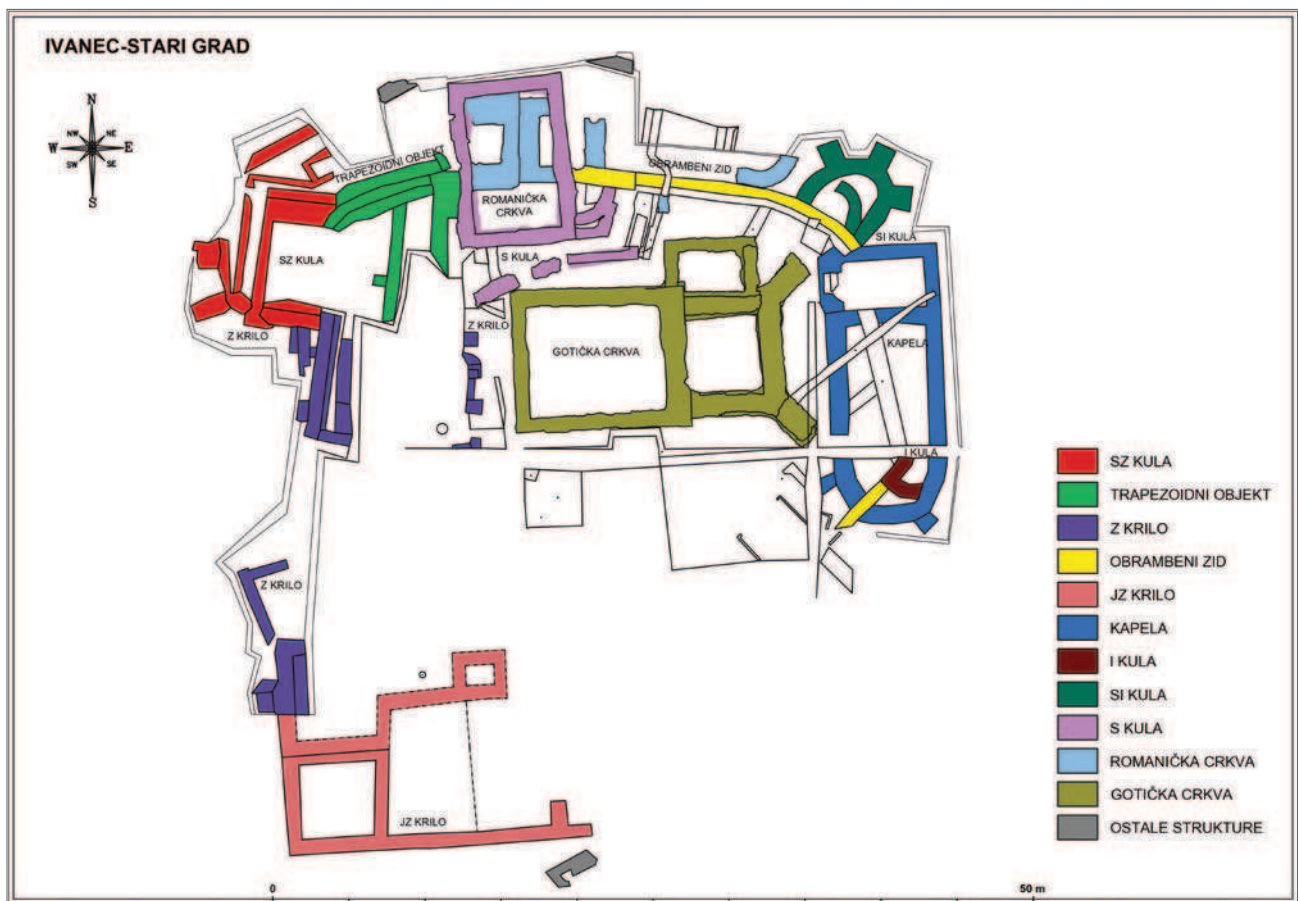 IVANEC-STARI GRAD
N
NW
NE
W
E
SW
SE
S
TRAPEZOIDNI OBJEKT
OBRAMBENI ZID
ROMANIČKA
CRKVA
SI KULA
SZ KULA
S KULA
Z KRILO
Z KRILO
GOTIČKA CRKVA
KAPELA
I KULA
Z KRILO
JZ KRILO
SZ KULA
TRAPEZOIDNI OBJEKT
Z KRILO
OBRAMBENI ZID
JZ KRILO
KAPELA
I KULA
SI KULA
S KULA
ROMANIČKA CRKVA
GOTIČKA CRKVA
OSTALE STRUKTURE
0
50 m